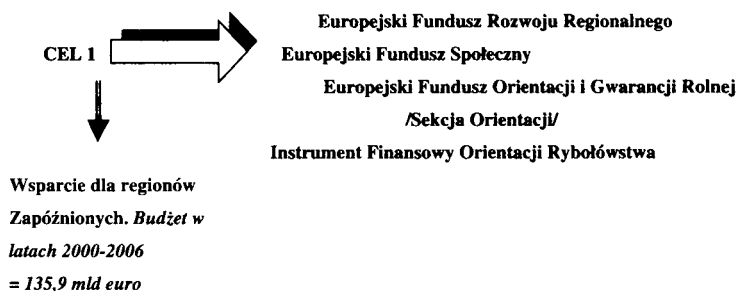 Europejski Fundusz Rozwoju Regionalnego
CEL 1
Europejski Fundusz Społeczny
Europejski Fundusz Orientacji i Gwarancji Rolnej
/Sekcja Orientacji/
Instrument Finansowy Orientacji Rybołówstwa
Wsparcie dla regionów
Zapóźnionych. Budżet w
latach 2000-2006
= 135,9 mld euro